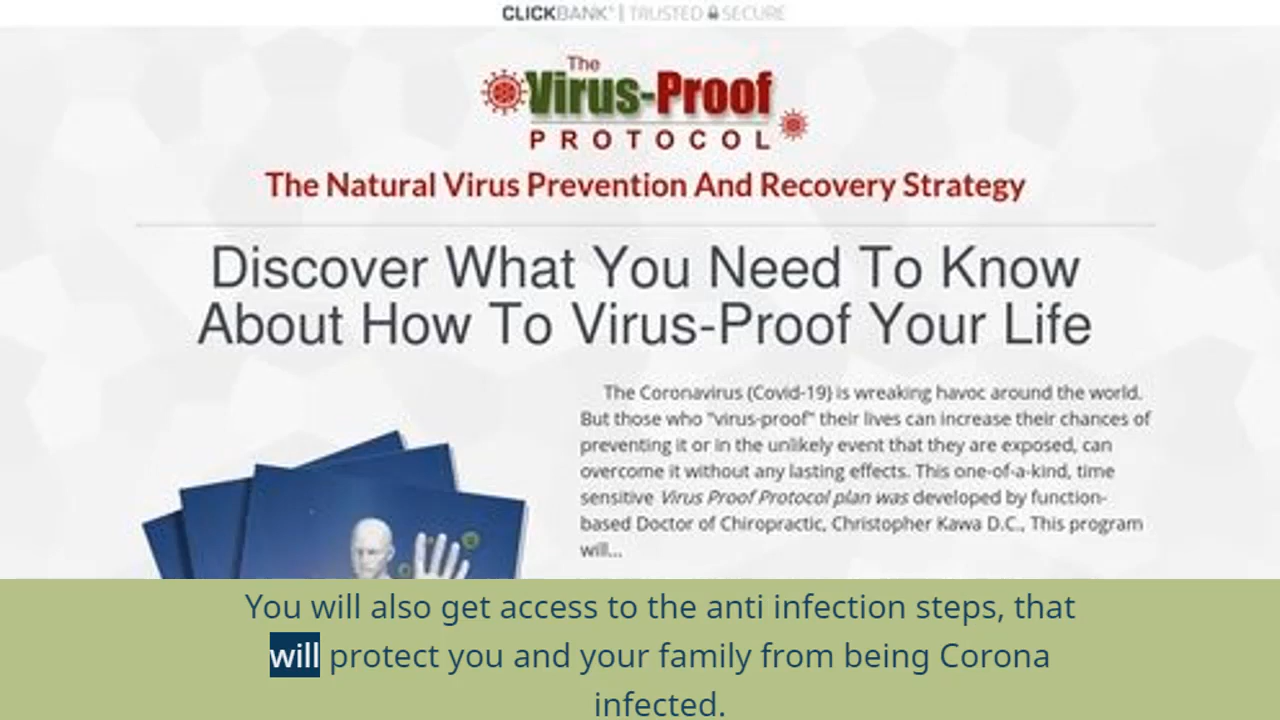 CLICKBANK® | TRUSTED SECURE
The
Virus-Proof
PROTOCOL
The Natural Virus Prevention And Recovery Strategy
Discover What You Need To Know
About How To Virus-Proof Your Life
The Coronavirus (Covid-19) is wreaking havoc around the world.
But those who "virus-proof" their lives can increase their chances of
preventing it or in the unlikely event that they are exposed, can
overcome it without any lasting effects. This one-of-a-kind, time
sensitive Virus Proof Protocol plan was developed by function-
based Doctor of Chiropractic, Christopher Kawa D.C., This program
will...
You will also get access to the anti infection steps, that
will protect you and your family from being Corona
infected.